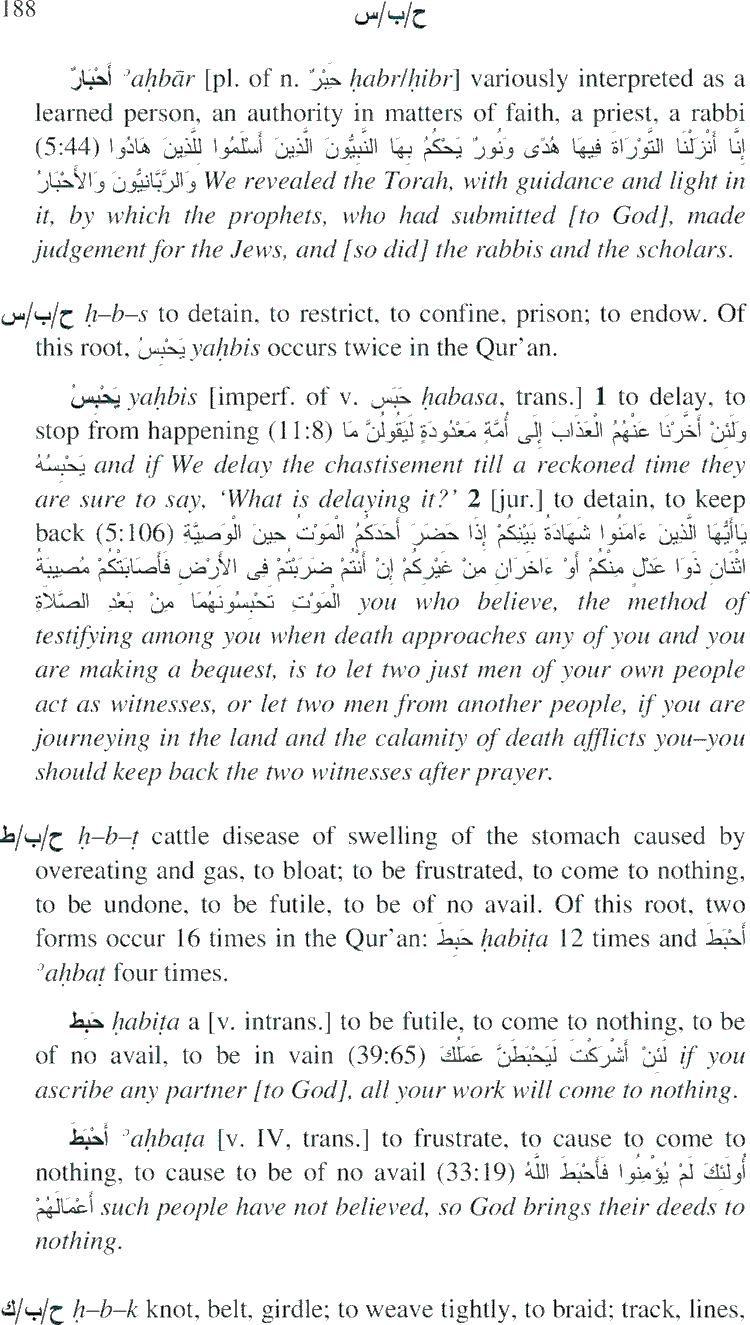 188
ح/ب/س
أَحْبَارٌ ʾaḥbār [pl. of n. حَبْرٌ ḥabr/ḥibr] variously interpreted as a
learned person, an authority in matters of faith, a priest, a rabbi
(5:44) إِنَّا أَنْزَلْنَا التَّوْرَاةَ فِيهَا هُدًى وَنُورٌ يَحْكُمُ بِهَا النَّبِيُّونَ الَّذِينَ أَسْلَمُوا لِلَّذِينَ هَادُوا
وَالرَّبَّانِيُّونَ وَالأَحْبَارُ We revealed the Torah, with guidance and light in
it, by which the prophets, who had submitted [to God], made
judgement for the Jews, and [so did] the rabbis and the scholars.
ح/ب/س ḥ–b–s to detain, to restrict, to confine, prison; to endow. Of
this root, يَحْبِسُ yaḥbis occurs twice in the Qur’an.
يَحْبِسُ yaḥbis [imperf. of v. حَبَس ḥabasa, trans.] 1 to delay, to
stop from happening (11:8) وَلَئِنْ أَخَّرْنَا عَنْهُمُ الْعَذَابَ إِلَى أُمَّةٍ مَعْدُودَةٍ لَيَقُولُنَّ مَا
يَحْبِسُهُ and if We delay the chastisement till a reckoned time they
are sure to say, ‘What is delaying it?’ 2 [jur.] to detain, to keep
back (5:106) يَاأَيُّهَا الَّذِينَ ءَامَنُوا شَهَادَةُ بَيْنِكُمْ إِذَا حَضَرَ أَحَدَكُمُ الْمَوْتُ حِينَ الْوَصِيَّةِ
اثْنَانِ ذَوَا عَدْلٍ مِنْكُمْ أَوْ ءَاخَرَانِ مِنْ غَيْرِكُمْ إِنْ أَنْتُمْ ضَرَبْتُمْ فِى الأَرْضِ فَأَصَابَتْكُمْ مُصِيبَةُ
الْمَوْتِ تَحْبِسُونَهُمَا مِنْ بَعْدِ الصَّلاَةِ you who believe, the method of
testifying among you when death approaches any of you and you
are making a bequest, is to let two just men of your own people
act as witnesses, or let two men from another people, if you are
journeying in the land and the calamity of death afflicts you–you
should keep back the two witnesses after prayer.
ح/ب/ط ḥ–b–ṭ cattle disease of swelling of the stomach caused by
overeating and gas, to bloat; to be frustrated, to come to nothing,
to be undone, to be futile, to be of no avail. Of this root, two
forms occur 16 times in the Qur’an: حَبِطَ ḥabiṭa 12 times and أَحْبَطَ
ʾaḥbaṭ four times.
حَبِط ḥabiṭa a [v. intrans.] to be futile, to come to nothing, to be
of no avail, to be in vain (39:65) لَئِنْ أَشْرَكْتَ لَيَحْبَطَنَّ عَمَلُكَ if you
ascribe any partner [to God], all your work will come to nothing.
أَحْبَطَ ʾaḥbaṭa [v. IV, trans.] to frustrate, to cause to come to
nothing, to cause to be of no avail (33:19) أُولَئِكَ لَمْ يُؤْمِنُوا فَأَحْبَطَ اللَّهُ
أَعْمَالَهُمْ such people have not believed, so God brings their deeds to
nothing.
ح/ب/ك ḥ–b–k knot, belt, girdle; to weave tightly, to braid; track, lines,